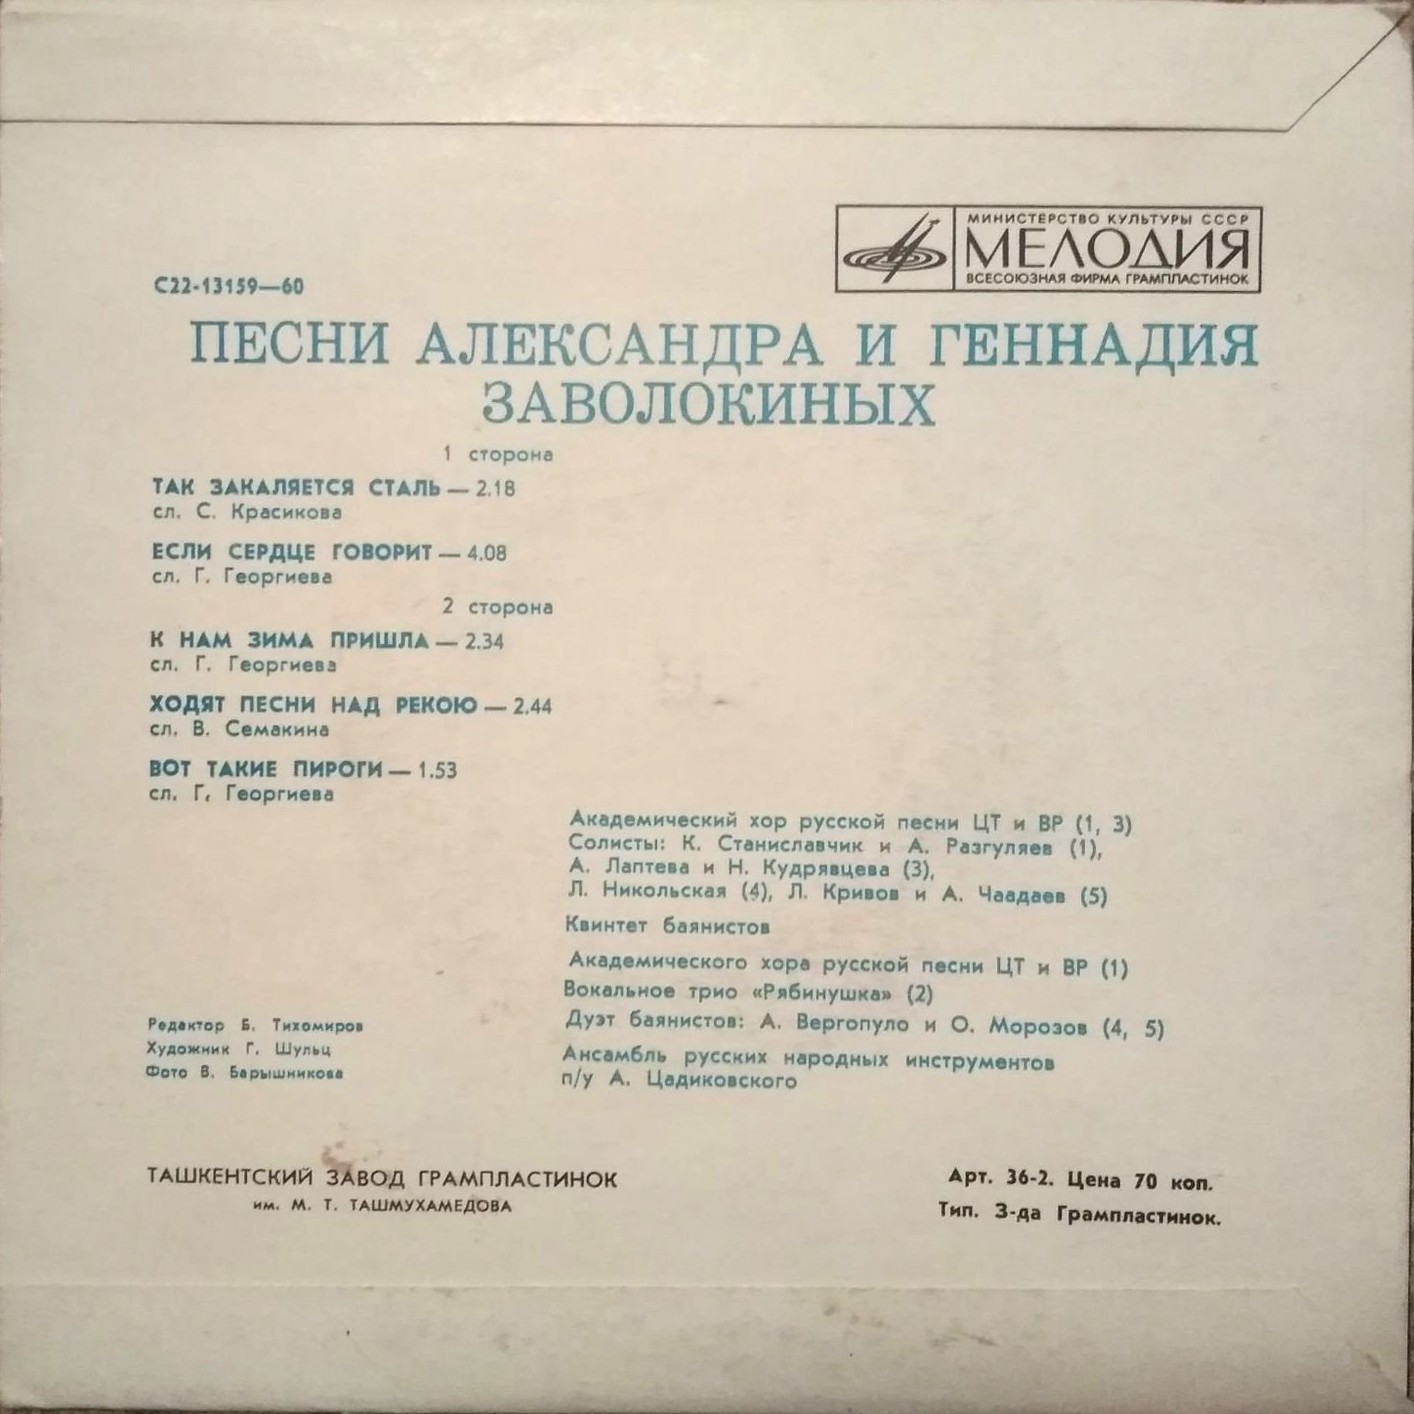 МИНИСТЕРСТВО КУЛЬТУРЫ СССР
МЕЛОДИЯ
ВСЕСОЮЗНАЯ ФИРМА ГРАМПЛАСТИНОК
С22-13159—60
ПЕСНИ АЛЕКСАНДРА И ГЕННАДИЯ
ЗАВОЛОКИНЫХ
1 сторона
ТАК ЗАКАЛЯЕТСЯ СТАЛЬ — 2.18
сл. С. Красикова
ЕСЛИ СЕРДЦЕ ГОВОРИТ — 4.08
сл. Г. Георгиева
2 сторона
К НАМ ЗИМА ПРИШЛА — 2.34
сл. Г. Георгиева
ХОДЯТ ПЕСНИ НАД РЕКОЮ — 2.44
сл. В. Семакина
ВОТ ТАКИЕ ПИРОГИ — 1.53
сл. Г. Георгиева
Академический хор русской песни ЦТ и ВР (1, 3)
Солисты: К. Станиславчик и А. Разгуляев (1),
А. Лаптева и Н. Кудрявцева (3),
Л. Никольская (4), Л. Кривов и А. Чаадаев (5)
Квинтет баянистов
Академического хора русской песни ЦТ и ВР (1)
Вокальное трио «Рябинушка» (2)
Дуэт баянистов: А. Вергопуло и О. Морозов (4, 5)
Ансамбль русских народных инструментов
п/у А. Цадиковского
Редактор Б. Тихомиров
Художник Г. Шульц
Фото В. Барышникова
ТАШКЕНТСКИЙ ЗАВОД ГРАМПЛАСТИНОК
им. М. Т. ТАШМУХАМЕДОВА
Арт. 36-2. Цена 70 коп.
Тип. З-да Грампластинок.